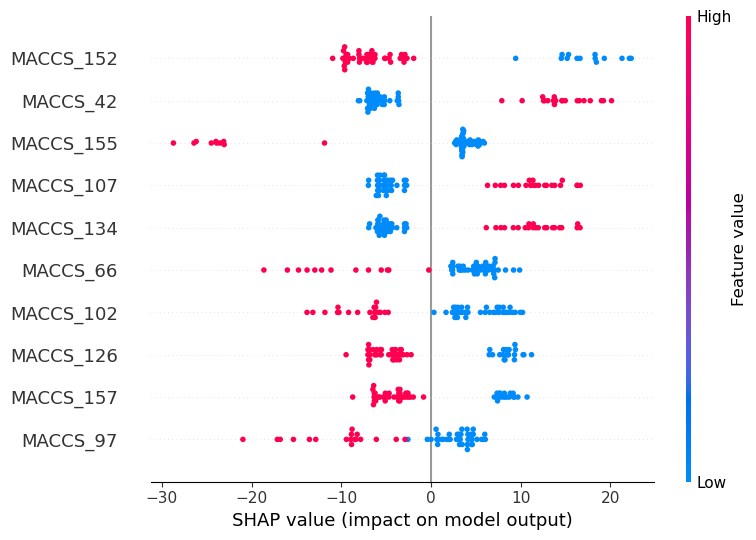 High
MACCS_152
MACCS_42
MACCS_155
MACCS_107
MACCS_134
MACCS_66
MACCS_102
MACCS_126
MACCS_157
MACCS_97
Feature value
Low
−30 −20 −10 0 10 20
SHAP value (impact on model output)